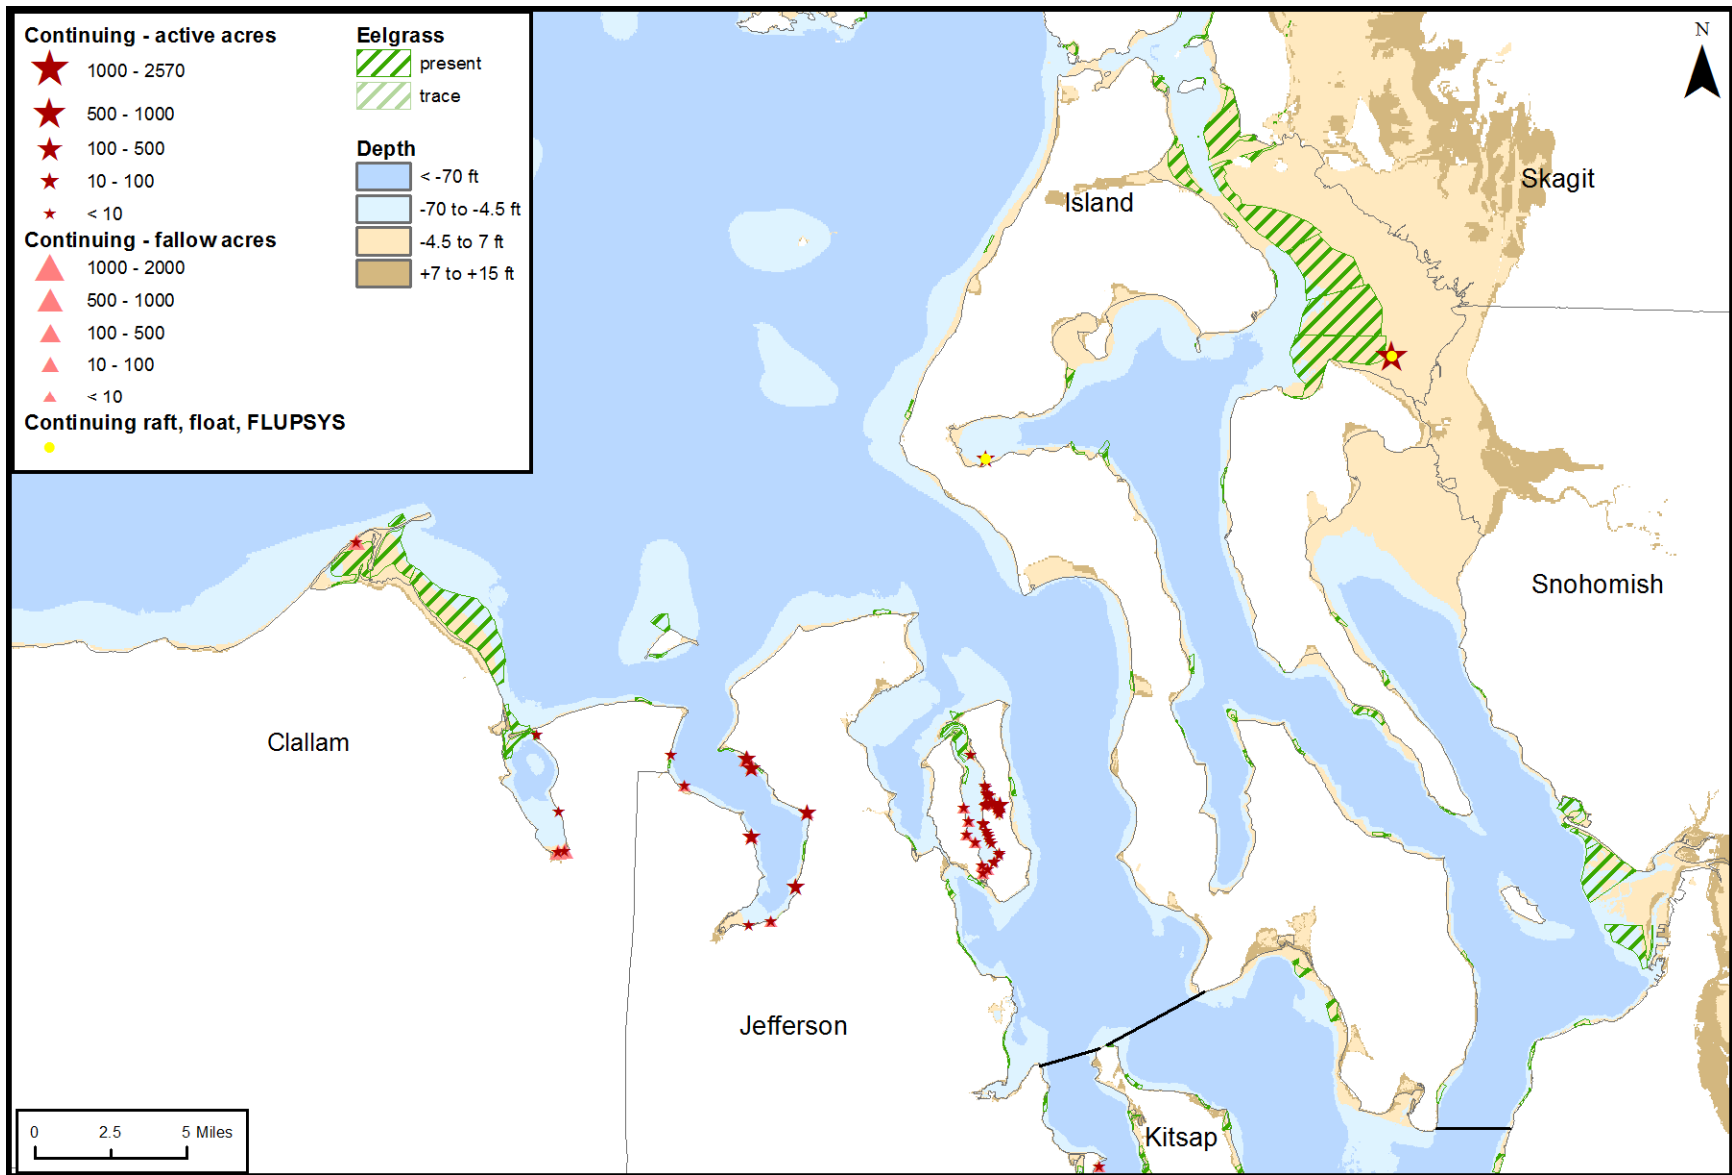 Continuing - active acres
1000 - 2570
500 - 1000
100 - 500
10 - 100
< 10
Continuing - fallow acres
1000 - 2000
500 - 1000
100 - 500
10 - 100
< 10
Continuing raft, float, FLUPSYS
Eelgrass
present
trace
Depth
< -70 ft
-70 to -4.5 ft
-4.5 to 7 ft
+7 to +15 ft
N
Skagit
Island
Snohomish
Clallam
Jefferson
Kitsap
0 2.5 5 Miles